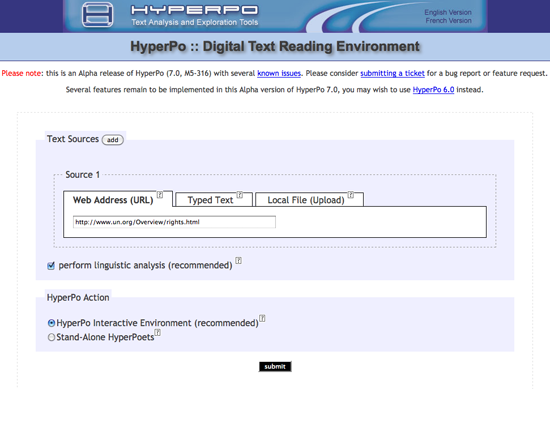 HYPERPO
Text Analysis and Exploration Tools
English Version
French Version
HyperPo :: Digital Text Reading Environment
Please note: this is an Alpha release of HyperPo (7.0, M5-316) with several known issues. Please consider submitting a ticket for a bug report or feature request.
Several features remain to be implemented in this Alpha version of HyperPo 7.0, you may wish to use HyperPo 6.0 instead.
Text Sources add
Source 1
Web Address (URL) ? Typed Text ? Local File (Upload) ?
http://www.un.org/Overview/rights.html
perform linguistic analysis (recommended) ?
HyperPo Action
HyperPo Interactive Environment (recommended) ?
Stand-Alone HyperPoets ?
submit